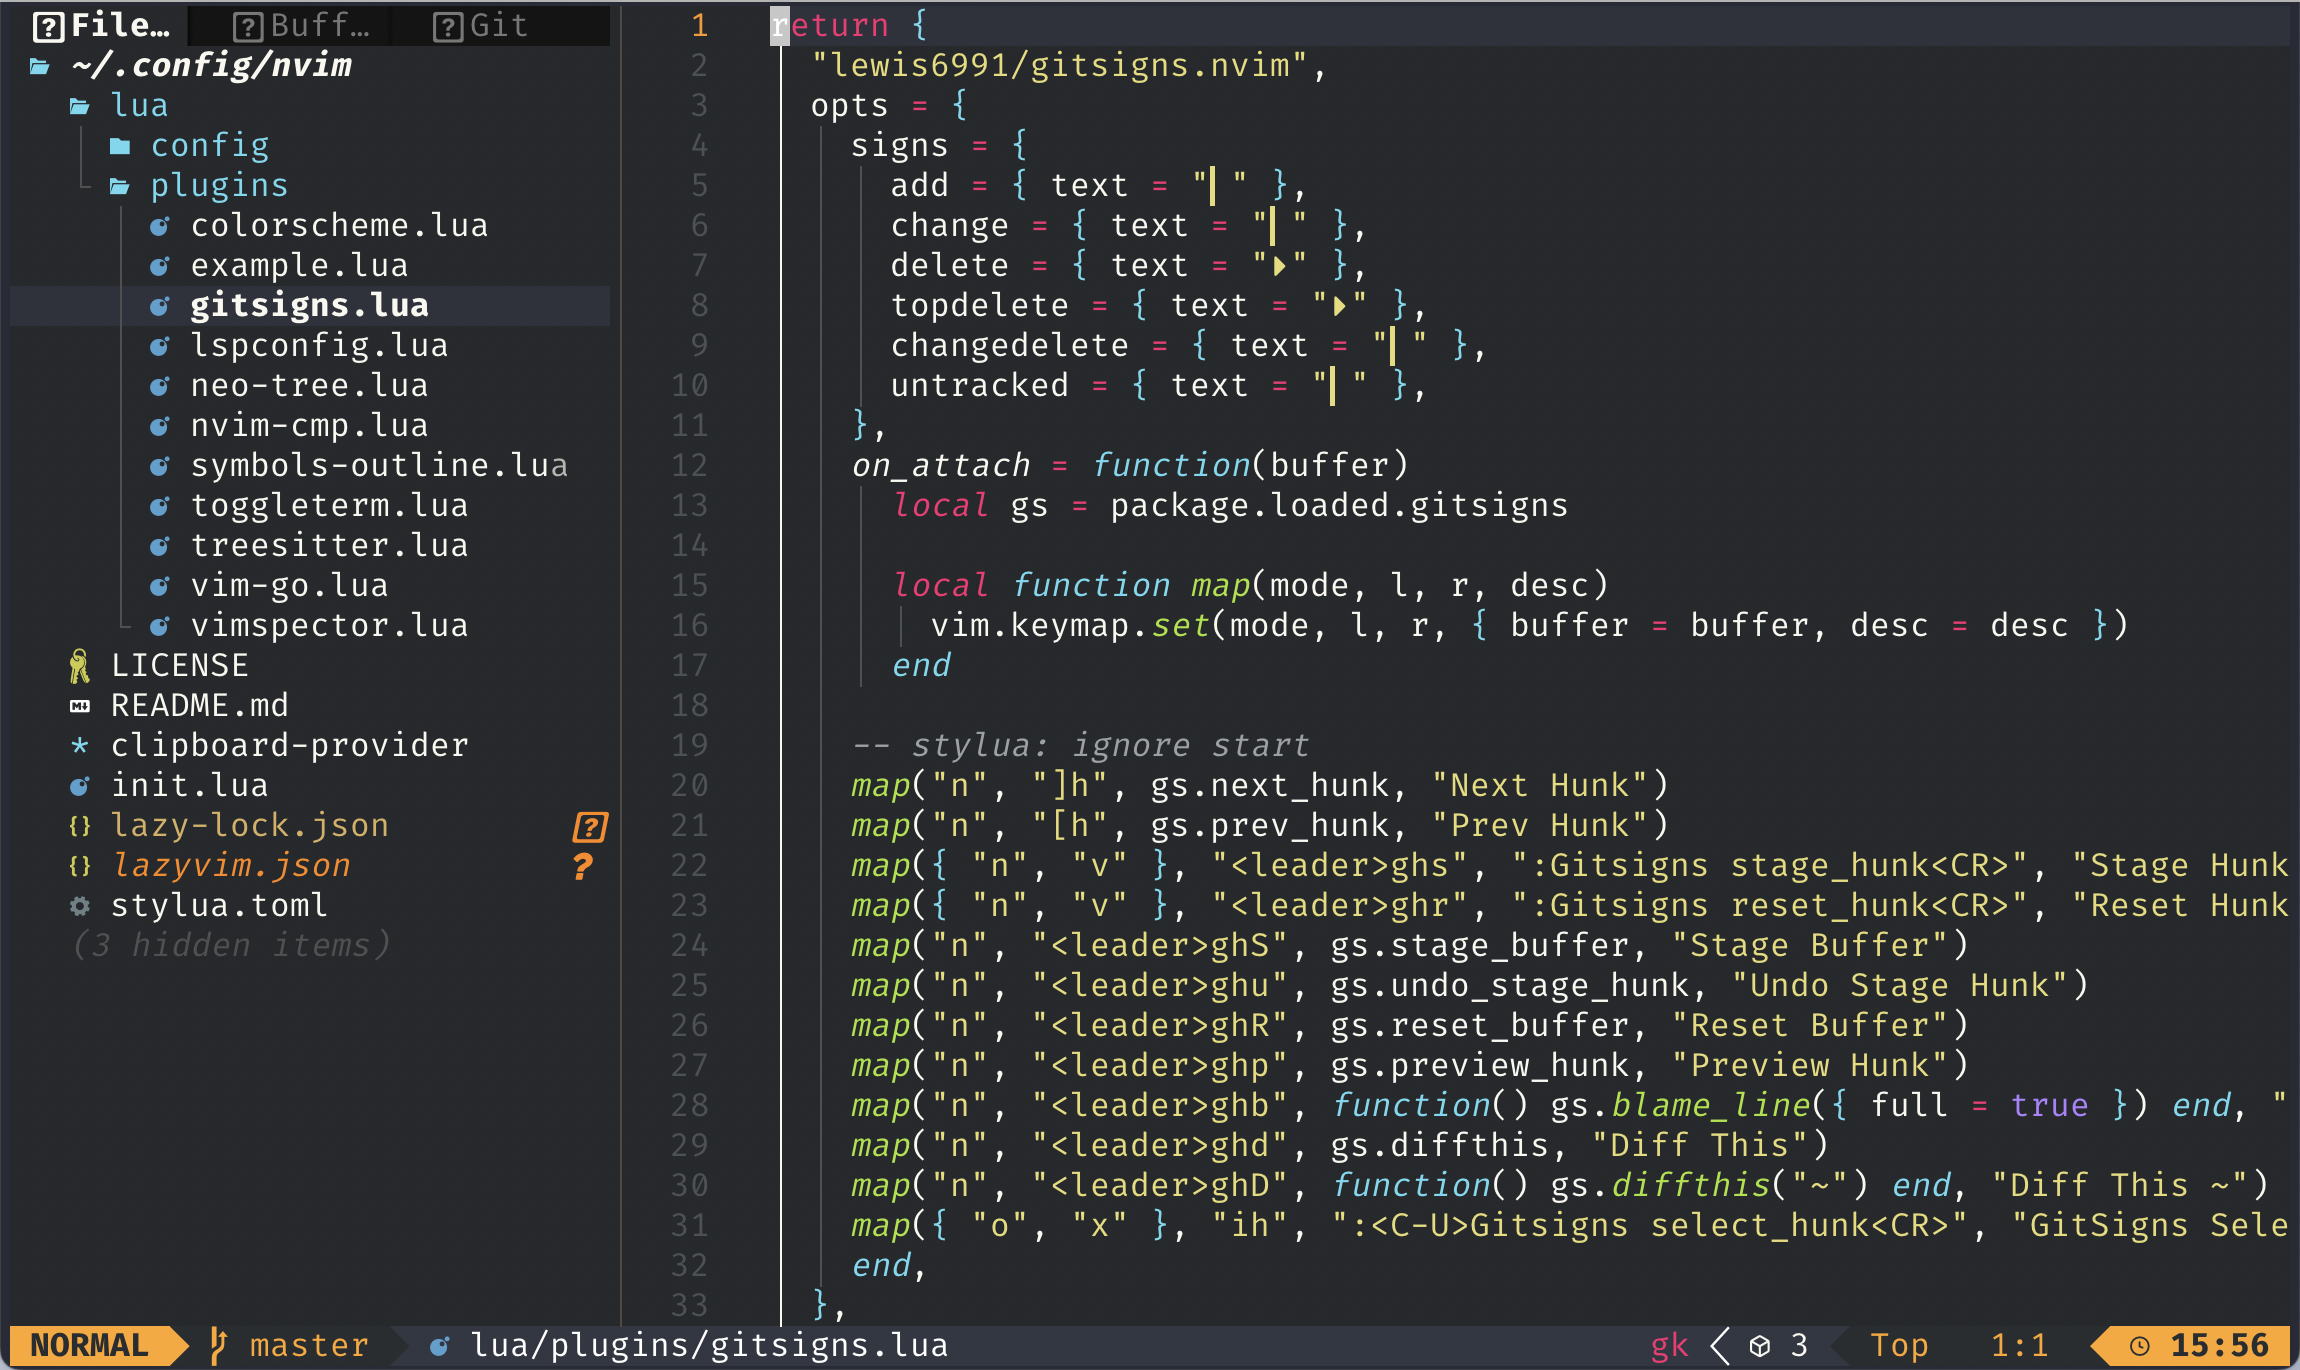 File… Buff… Git
~/.config/nvim
lua
config
plugins
colorscheme.lua
example.lua
gitsigns.lua
lspconfig.lua
neo-tree.lua
nvim-cmp.lua
symbols-outline.lua
toggleterm.lua
treesitter.lua
vim-go.lua
vimspector.lua
LICENSE
README.md
clipboard-provider
init.lua
{} lazy-lock.json ?
{} lazyvim.json ?
stylua.toml
(3 hidden items)
1 return {
2 "lewis6991/gitsigns.nvim",
3 opts = {
4 signs = {
5 add = { text = "▎" },
6 change = { text = "▎" },
7 delete = { text = "" },
8 topdelete = { text = "" },
9 changedelete = { text = "▎" },
10 untracked = { text = "▎" },
11 },
12 on_attach = function(buffer)
13 local gs = package.loaded.gitsigns
14
15 local function map(mode, l, r, desc)
16 vim.keymap.set(mode, l, r, { buffer = buffer, desc = desc })
17 end
18
19 -- stylua: ignore start
20 map("n", "]h", gs.next_hunk, "Next Hunk")
21 map("n", "[h", gs.prev_hunk, "Prev Hunk")
22 map({ "n", "v" }, "<leader>ghs", ":Gitsigns stage_hunk<CR>", "Stage Hunk
23 map({ "n", "v" }, "<leader>ghr", ":Gitsigns reset_hunk<CR>", "Reset Hunk
24 map("n", "<leader>ghS", gs.stage_buffer, "Stage Buffer")
25 map("n", "<leader>ghu", gs.undo_stage_hunk, "Undo Stage Hunk")
26 map("n", "<leader>ghR", gs.reset_buffer, "Reset Buffer")
27 map("n", "<leader>ghp", gs.preview_hunk, "Preview Hunk")
28 map("n", "<leader>ghb", function() gs.blame_line({ full = true }) end, "
29 map("n", "<leader>ghd", gs.diffthis, "Diff This")
30 map("n", "<leader>ghD", function() gs.diffthis("~") end, "Diff This ~")
31 map({ "o", "x" }, "ih", ":<C-U>Gitsigns select_hunk<CR>", "GitSigns Sele
32 end,
33 },
NORMAL master lua/plugins/gitsigns.lua gk 3 Top 1:1 15:56